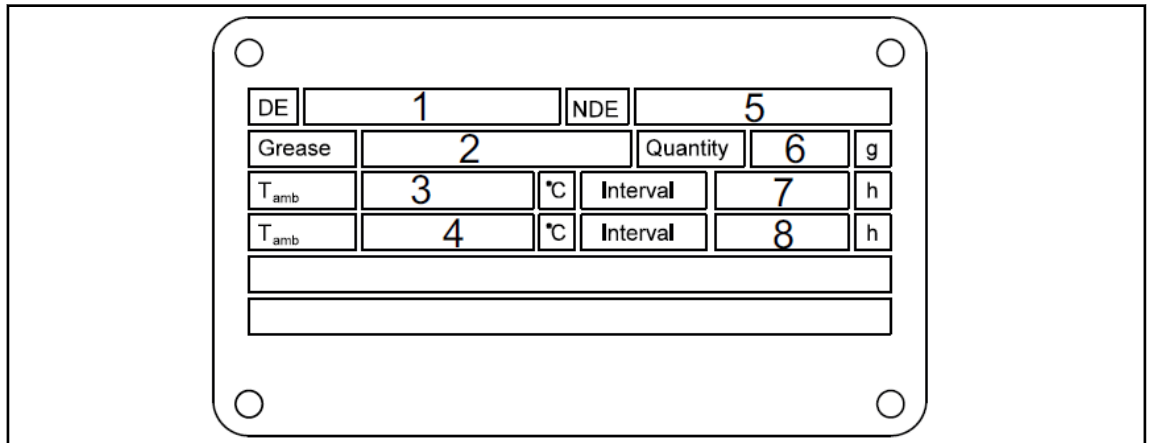 DE 1 NDE 5
Grease 2 Quantity 6 g
Tamb 3 °C Interval 7 h
Tamb 4 °C Interval 8 h